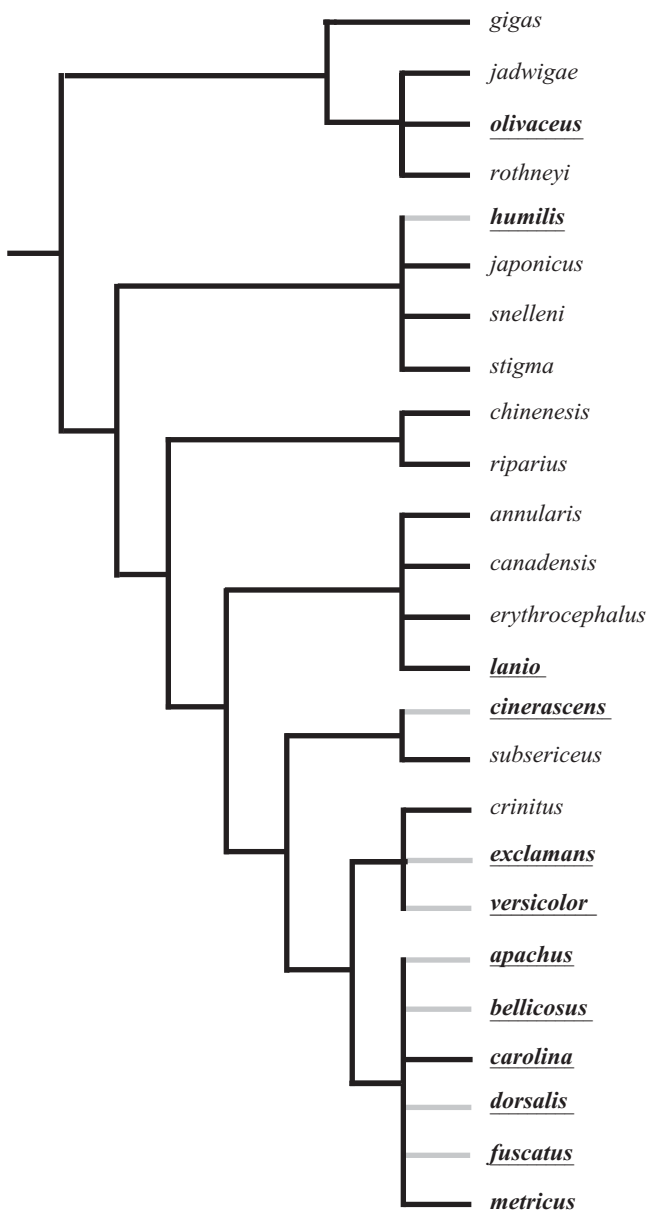 gigas
jadwigae
olivaceus
rothneyi
humilis
japonicus
snelleni
stigma
chinenesis
riparius
annularis
canadensis
erythrocephalus
lanio
cinerascens
subsericeus
crinitus
exclamans
versicolor
apachus
bellicosus
carolina
dorsalis
fuscatus
metricus